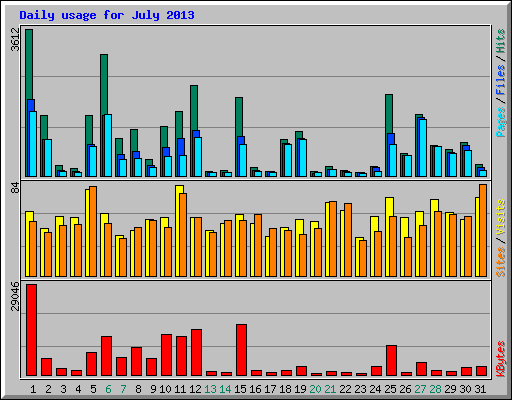 Daily usage for July 2013
3612
Pages / Files / Hits
84
Sites / Visits
29046
KBytes
1 2 3 4 5 6 7 8 9 10 11 12 13 14 15 16 17 18 19 20 21 22 23 24 25 26 27 28 29 30 31